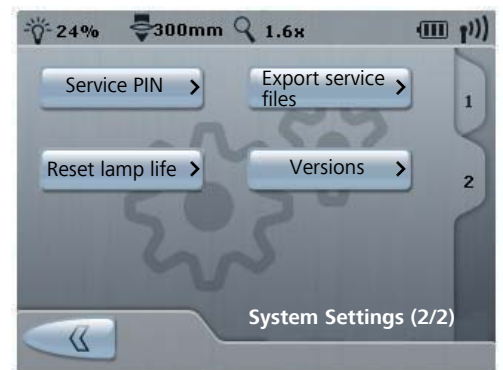 24% 300mm 1.6x
Service PIN
Export service
files
1
Reset lamp life
Versions
2
System Settings (2/2)